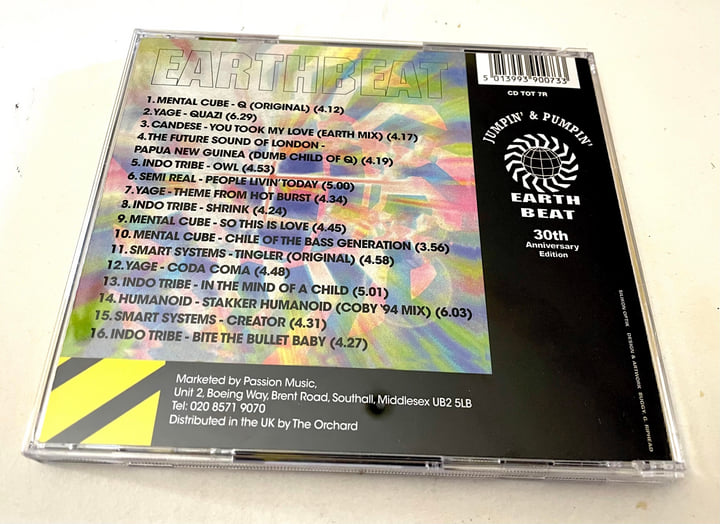 EARTHBEAT
1. MENTAL CUBE - Q (ORIGINAL) (4.12)
2. YAGE - QUAZI (6.29)
3. CANDESE - YOU TOOK MY LOVE (EARTH MIX) (4.17)
4. THE FUTURE SOUND OF LONDON -
PAPUA NEW GUINEA (DUMB CHILD OF Q) (4.19)
5. INDO TRIBE - OWL (4.53)
6. SEMI REAL - PEOPLE LIVIN' TODAY (5.00)
7. YAGE - THEME FROM HOT BURST (4.34)
8. INDO TRIBE - SHRINK (4.24)
9. MENTAL CUBE - SO THIS IS LOVE (4.45)
10. MENTAL CUBE - CHILE OF THE BASS GENERATION (3.56)
11. SMART SYSTEMS - TINGLER (ORIGINAL) (4.58)
12. YAGE - CODA COMA (4.48)
13. INDO TRIBE - IN THE MIND OF A CHILD (5.01)
14. HUMANOID - STAKKER HUMANOID (COBY '94 MIX) (6.03)
15. SMART SYSTEMS - CREATOR (4.31)
16. INDO TRIBE - BITE THE BULLET BABY (4.27)
Marketed by Passion Music,
Unit 2, Boeing Way, Brent Road, Southall, Middlesex UB2 5LB
Tel: 020 8571 9070
Distributed in the UK by The Orchard
5 013993 900733
CD TOT 7R
JUMPIN' & PUMPIN'
EARTH
BEAT
30th
Anniversary
Edition
DESIGN & ARTWORK BUGGY. G. RIPHEAD